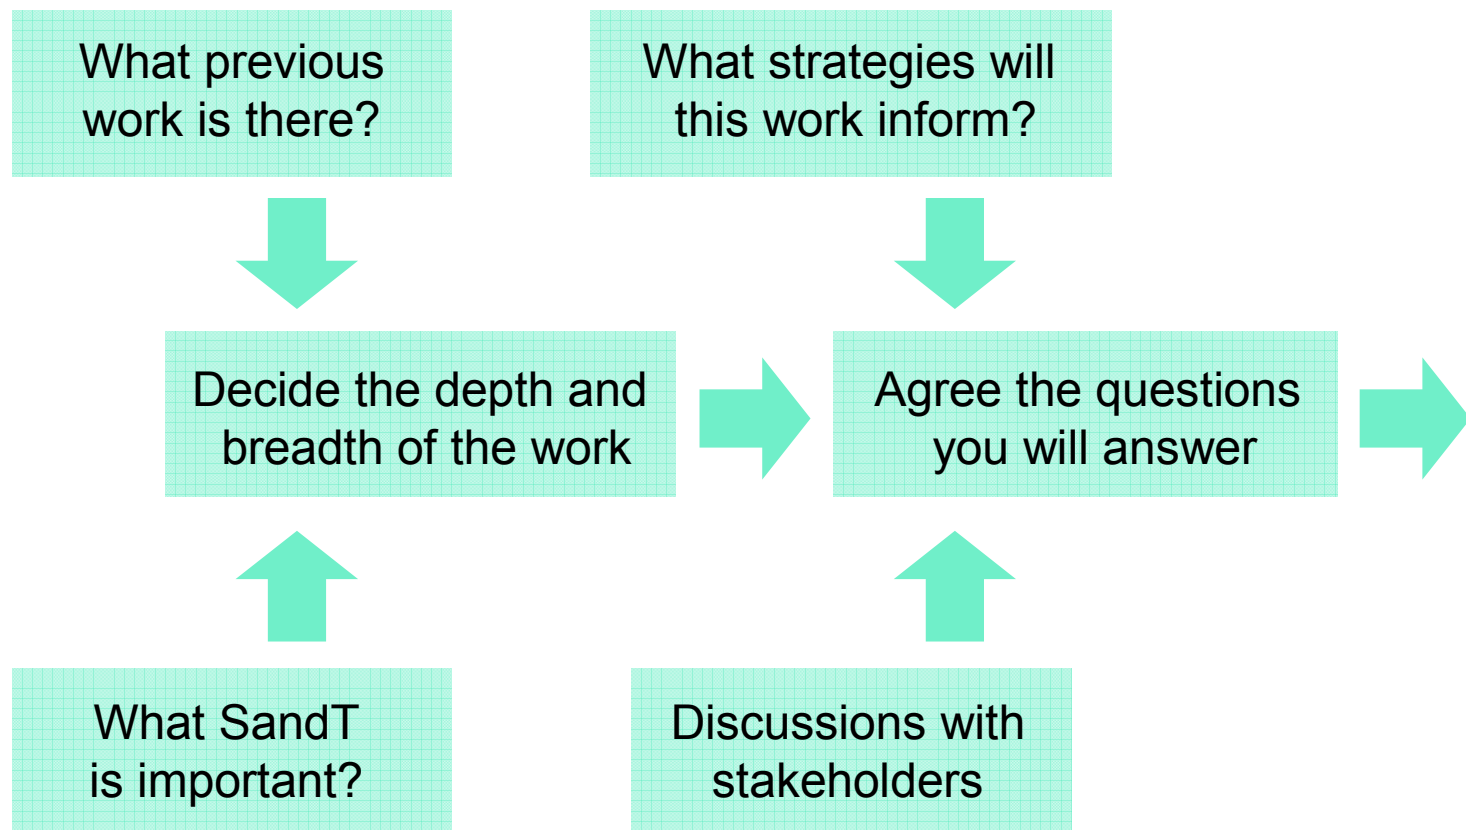 What previous
work is there?
What strategies will
this work inform?
Decide the depth and
breadth of the work
Agree the questions
you will answer
What SandT
is important?
Discussions with
stakeholders